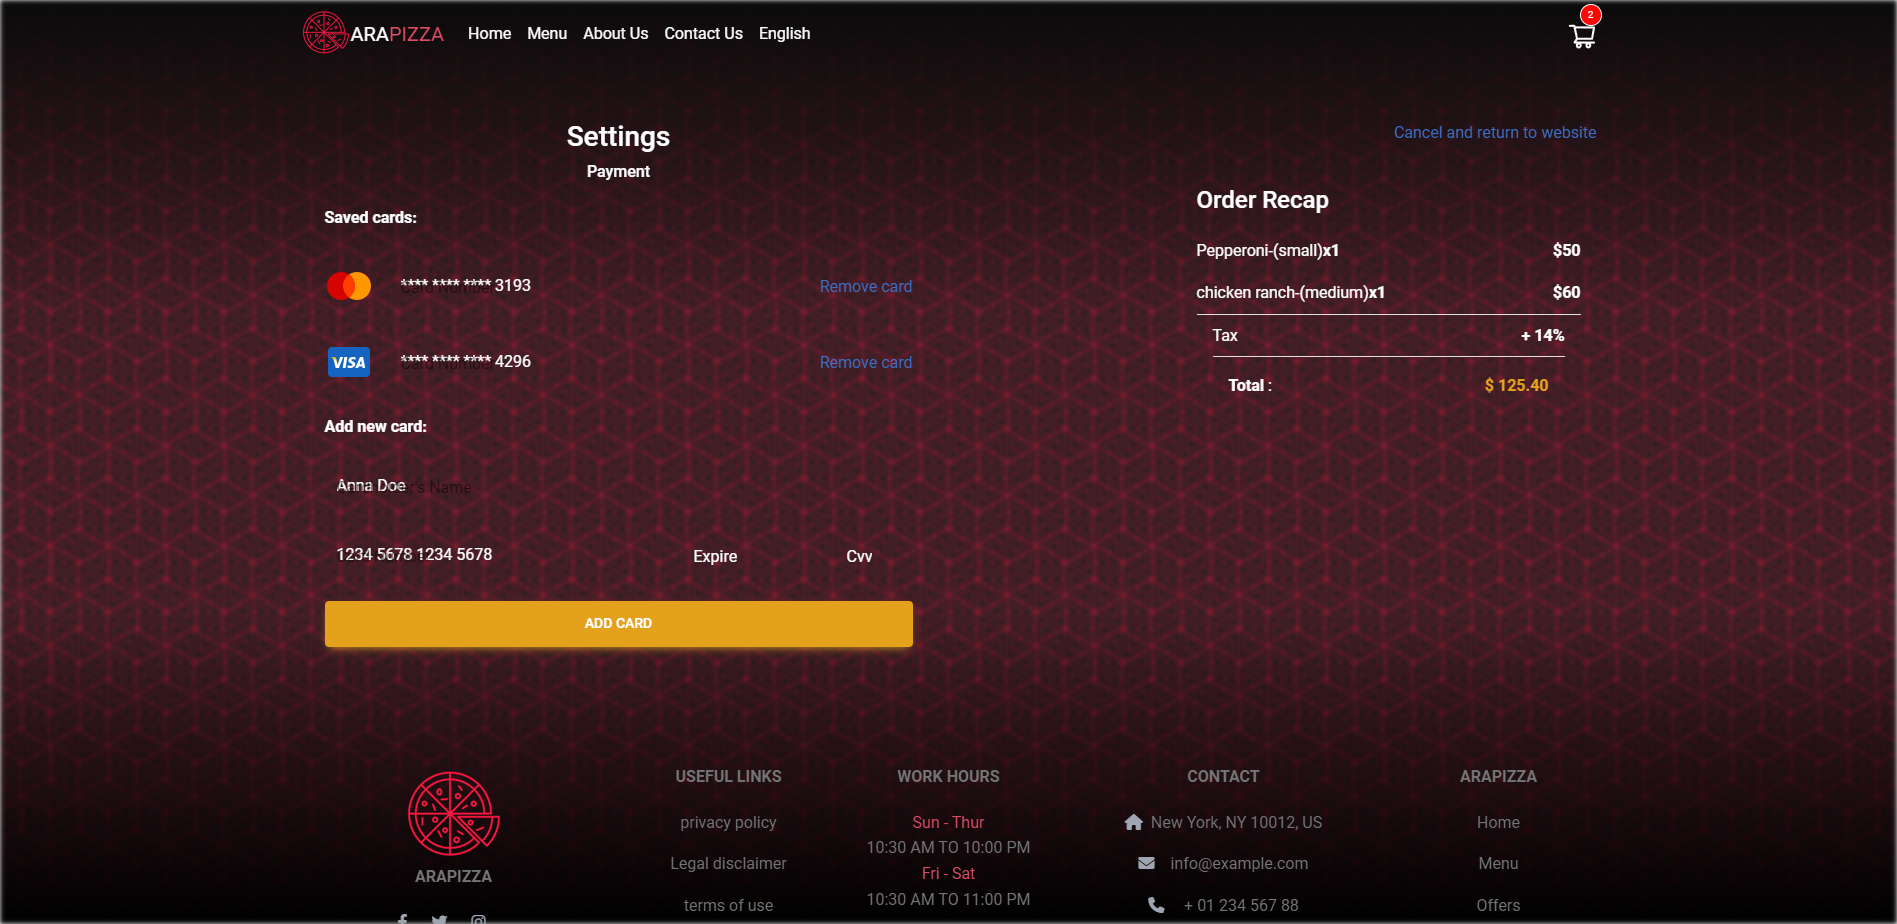 ARAPIZZA Home Menu About Us Contact Us English
2
Settings
Payment
Cancel and return to website
Saved cards:
**** **** **** 3193 Remove card
Card Number
VISA **** **** **** 4296 Remove card
Card Number
Add new card:
Anna Doe
's Name
1234 5678 1234 5678 Expire Cvv
ADD CARD
Order Recap
Pepperoni-(small)x1 $50
chicken ranch-(medium)x1 $60
Tax + 14%
Total : $ 125.40
ARAPIZZA
USEFUL LINKS
privacy policy
Legal disclaimer
terms of use
WORK HOURS
Sun - Thur
10:30 AM TO 10:00 PM
Fri - Sat
10:30 AM TO 11:00 PM
CONTACT
New York, NY 10012, US
info@example.com
+ 01 234 567 88
ARAPIZZA
Home
Menu
Offers